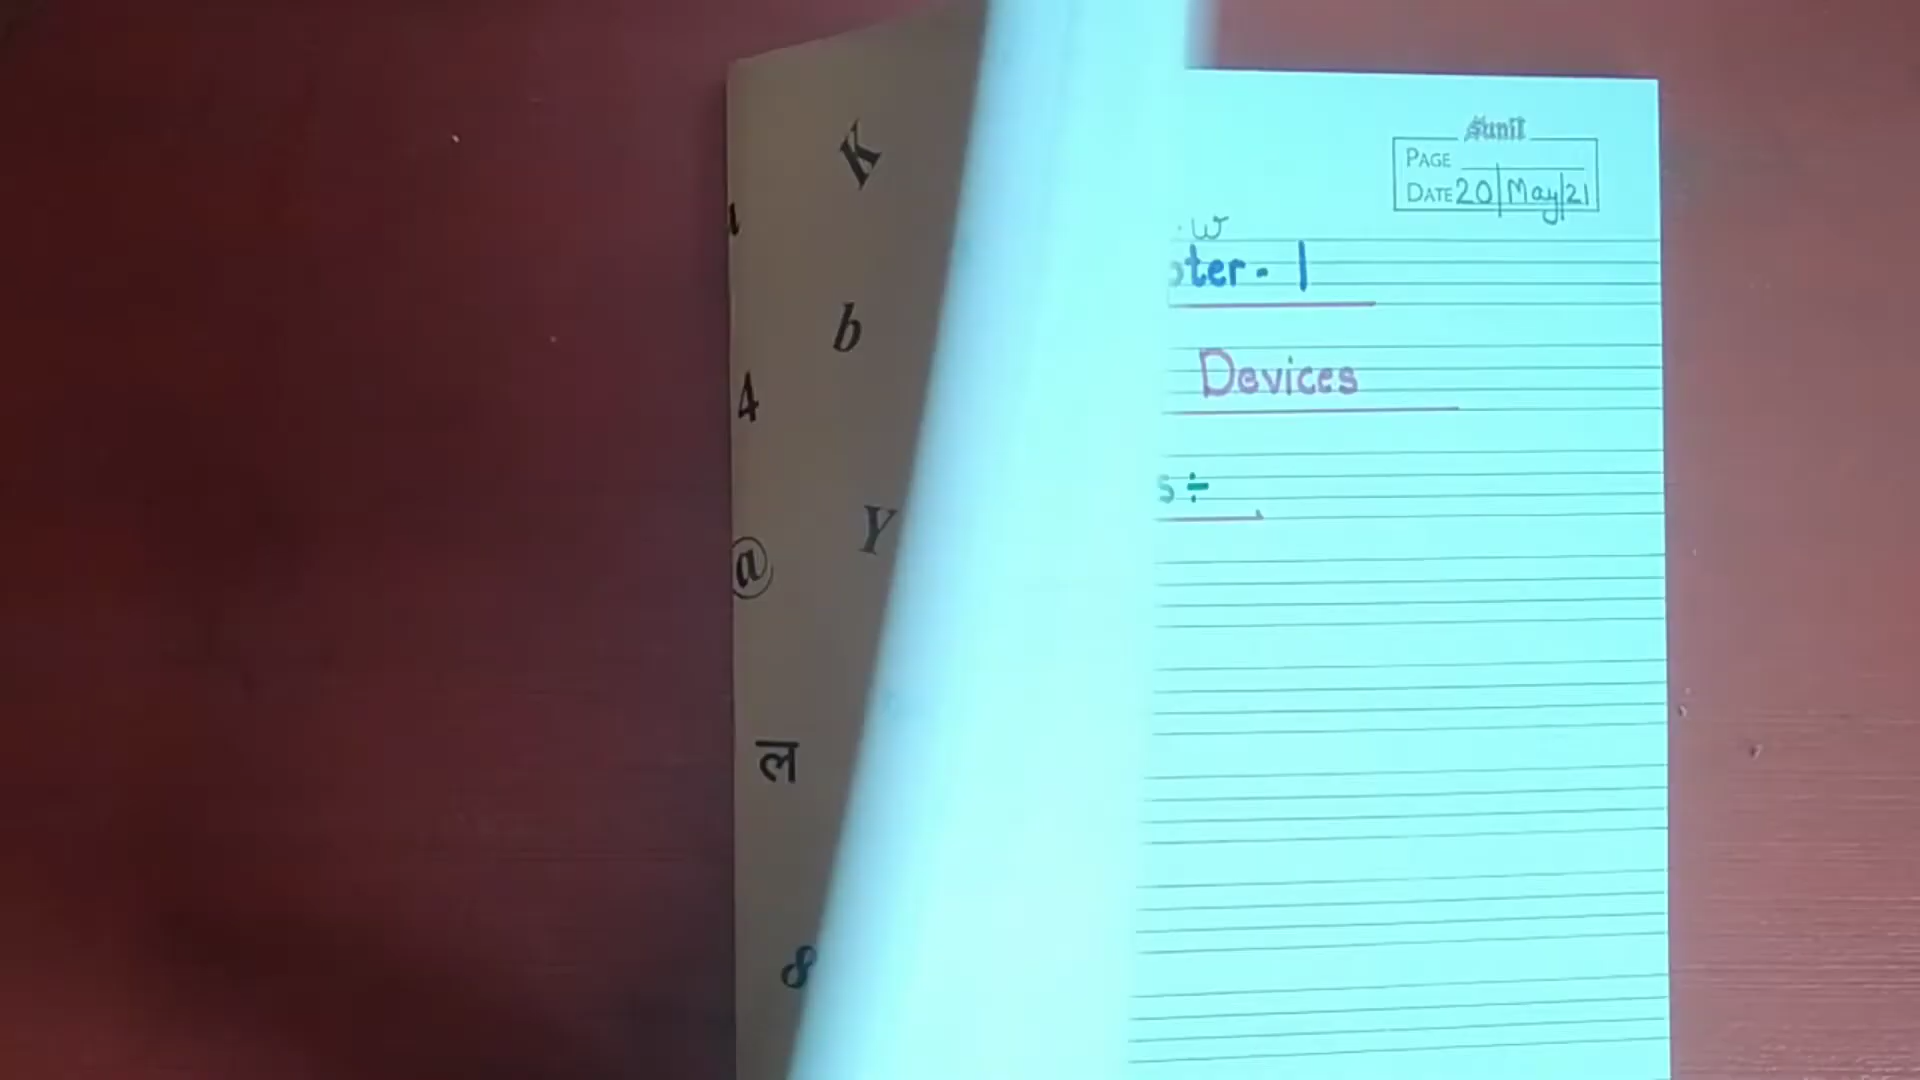 K
b
4
Y
@
ल
8
Sunil
PAGE
DATE 20|May|21
W
ter - 1
Devices
s ÷